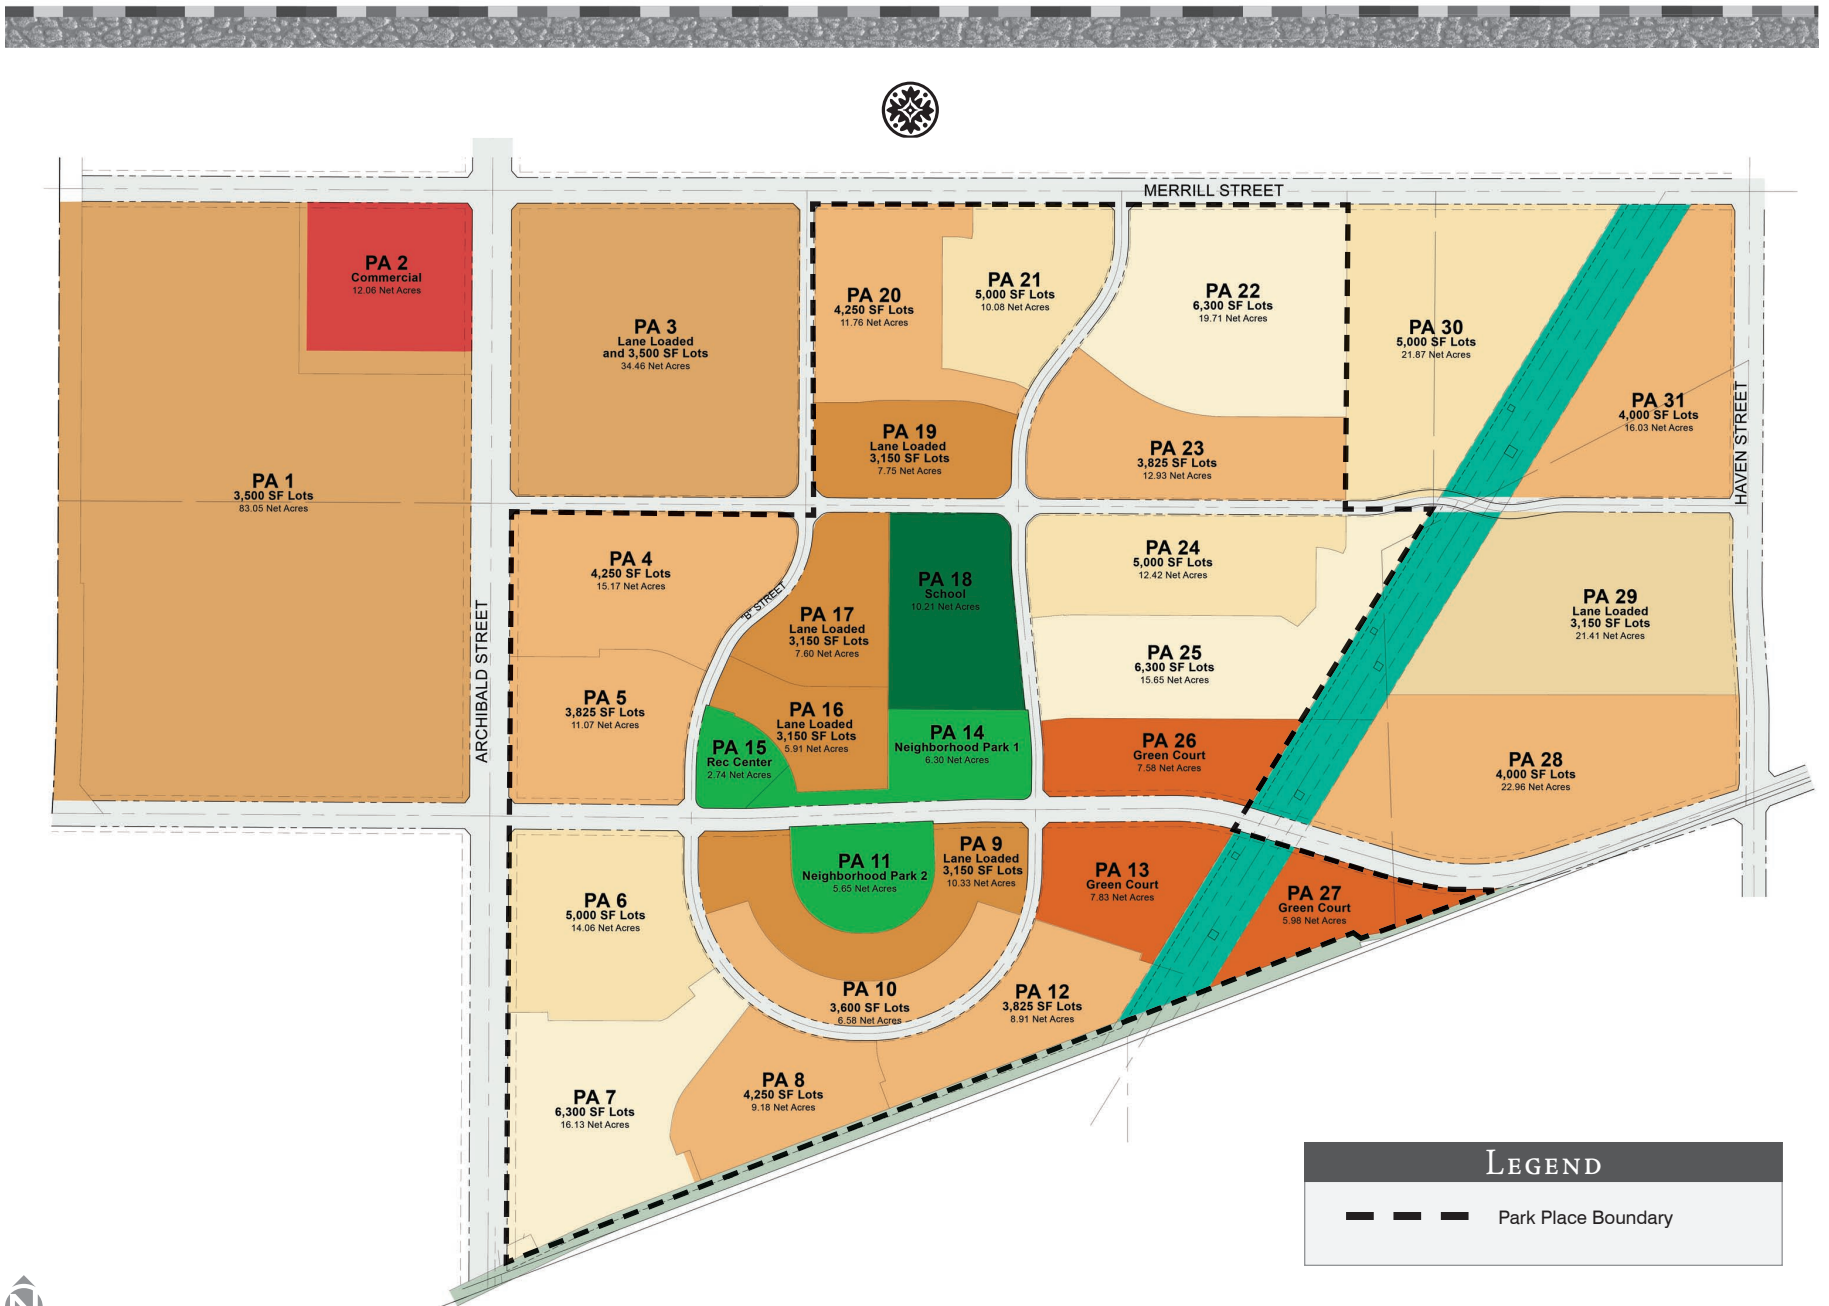 MERRILL STREET
PA 2
Commercial
12.06 Net Acres
PA 3
Lane Loaded
and 3,500 SF Lots
34.46 Net Acres
PA 20
4,250 SF Lots
11.76 Net Acres
PA 21
5,000 SF Lots
10.08 Net Acres
PA 22
6,300 SF Lots
19.71 Net Acres
PA 30
5,000 SF Lots
21.87 Net Acres
PA 31
4,000 SF Lots
16.03 Net Acres
HAVEN STREET
PA 19
Lane Loaded
3,150 SF Lots
7.75 Net Acres
PA 23
3,825 SF Lots
12.93 Net Acres
PA 1
3,500 SF Lots
83.05 Net Acres
PA 4
4,250 SF Lots
15.17 Net Acres
"B" STREET
PA 17
Lane Loaded
3,150 SF Lots
7.60 Net Acres
PA 18
School
10.21 Net Acres
PA 24
5,000 SF Lots
12.42 Net Acres
PA 29
Lane Loaded
3,150 SF Lots
21.41 Net Acres
ARCHIBALD STREET
PA 5
3,825 SF Lots
11.07 Net Acres
PA 25
6,300 SF Lots
15.65 Net Acres
PA 16
Lane Loaded
3,150 SF Lots
5.91 Net Acres
PA 15
Rec Center
2.74 Net Acres
PA 14
Neighborhood Park 1
6.30 Net Acres
PA 26
Green Court
7.58 Net Acres
PA 28
4,000 SF Lots
22.96 Net Acres
PA 6
5,000 SF Lots
14.06 Net Acres
PA 11
Neighborhood Park 2
5.65 Net Acres
PA 9
Lane Loaded
3,150 SF Lots
10.33 Net Acres
PA 13
Green Court
7.83 Net Acres
PA 27
Green Court
5.98 Net Acres
PA 10
3,600 SF Lots
6.58 Net Acres
PA 12
3,825 SF Lots
8.91 Net Acres
PA 7
6,300 SF Lots
16.13 Net Acres
PA 8
4,250 SF Lots
9.18 Net Acres
LEGEND
Park Place Boundary
N